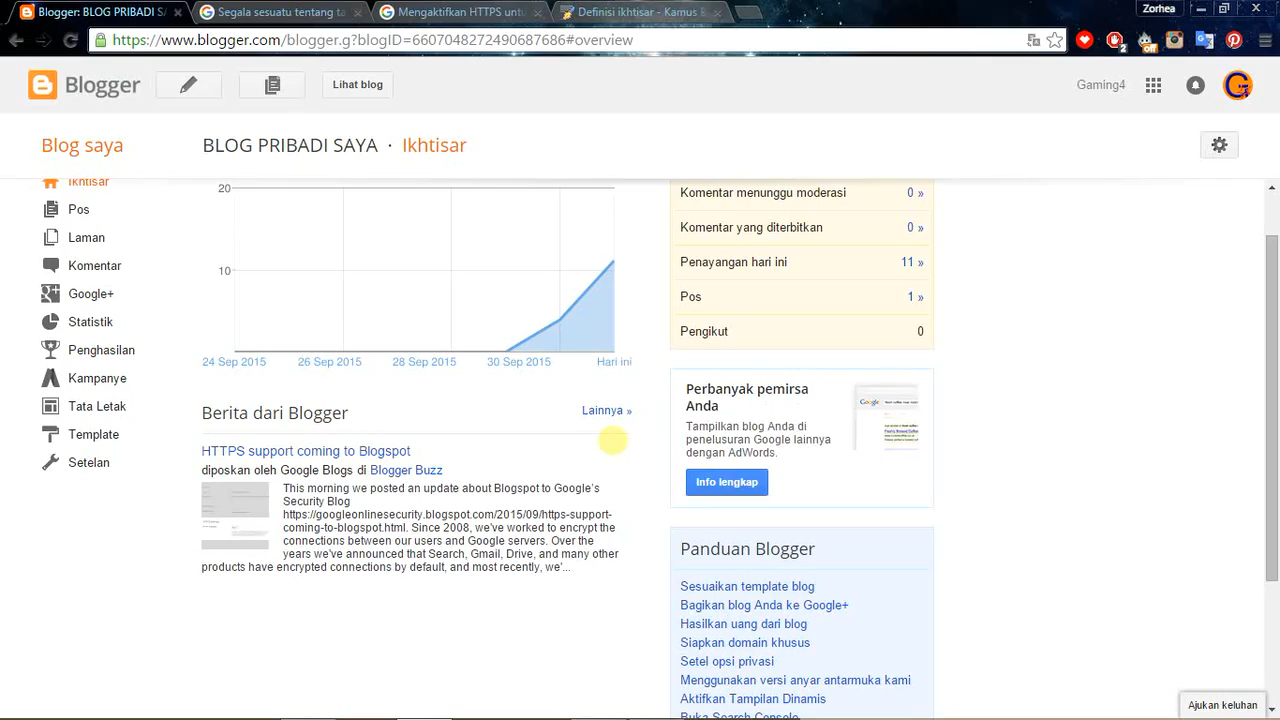 Blogger: BLOG PRIBADI SA
Segala sesuatu tentang ta
Mengaktifkan HTTPS untu
Definisi ikhtisar - Kamus B
Zorhea
https://www.blogger.com/blogger.g?blogID=6607048272490687686#overview
2
off
Blogger
Lihat blog
Gaming4
Blog saya
BLOG PRIBADI SAYA · Ikhtisar
Ikhtisar
Pos
Laman
Komentar
Google+
Statistik
Penghasilan
Kampanye
Tata Letak
Template
Setelan
20
10
24 Sep 2015
26 Sep 2015
28 Sep 2015
30 Sep 2015
Hari ini
Berita dari Blogger
Lainnya »
HTTPS support coming to Blogspot
diposkan oleh Google Blogs di Blogger Buzz
This morning we posted an update about Blogspot to Google's
Security Blog
https://googleonlinesecurity.blogspot.com/2015/09/https-support-
coming-to-blogspot.html. Since 2008, we've worked to encrypt the
connections between our users and Google servers. Over the
years we've announced that Search, Gmail, Drive, and many other
products have encrypted connections by default, and most recently, we'...
Komentar menunggu moderasi 0 »
Komentar yang diterbitkan 0 »
Penayangan hari ini 11 »
Pos 1 »
Pengikut 0
Perbanyak pemirsa
Anda
Tampilkan blog Anda di
penelusuran Google lainnya
dengan AdWords.
Info lengkap
Google
Panduan Blogger
Sesuaikan template blog
Bagikan blog Anda ke Google+
Hasilkan uang dari blog
Siapkan domain khusus
Setel opsi privasi
Menggunakan versi anyar antarmuka kami
Aktifkan Tampilan Dinamis
Buka Search Console
Ajukan keluhan